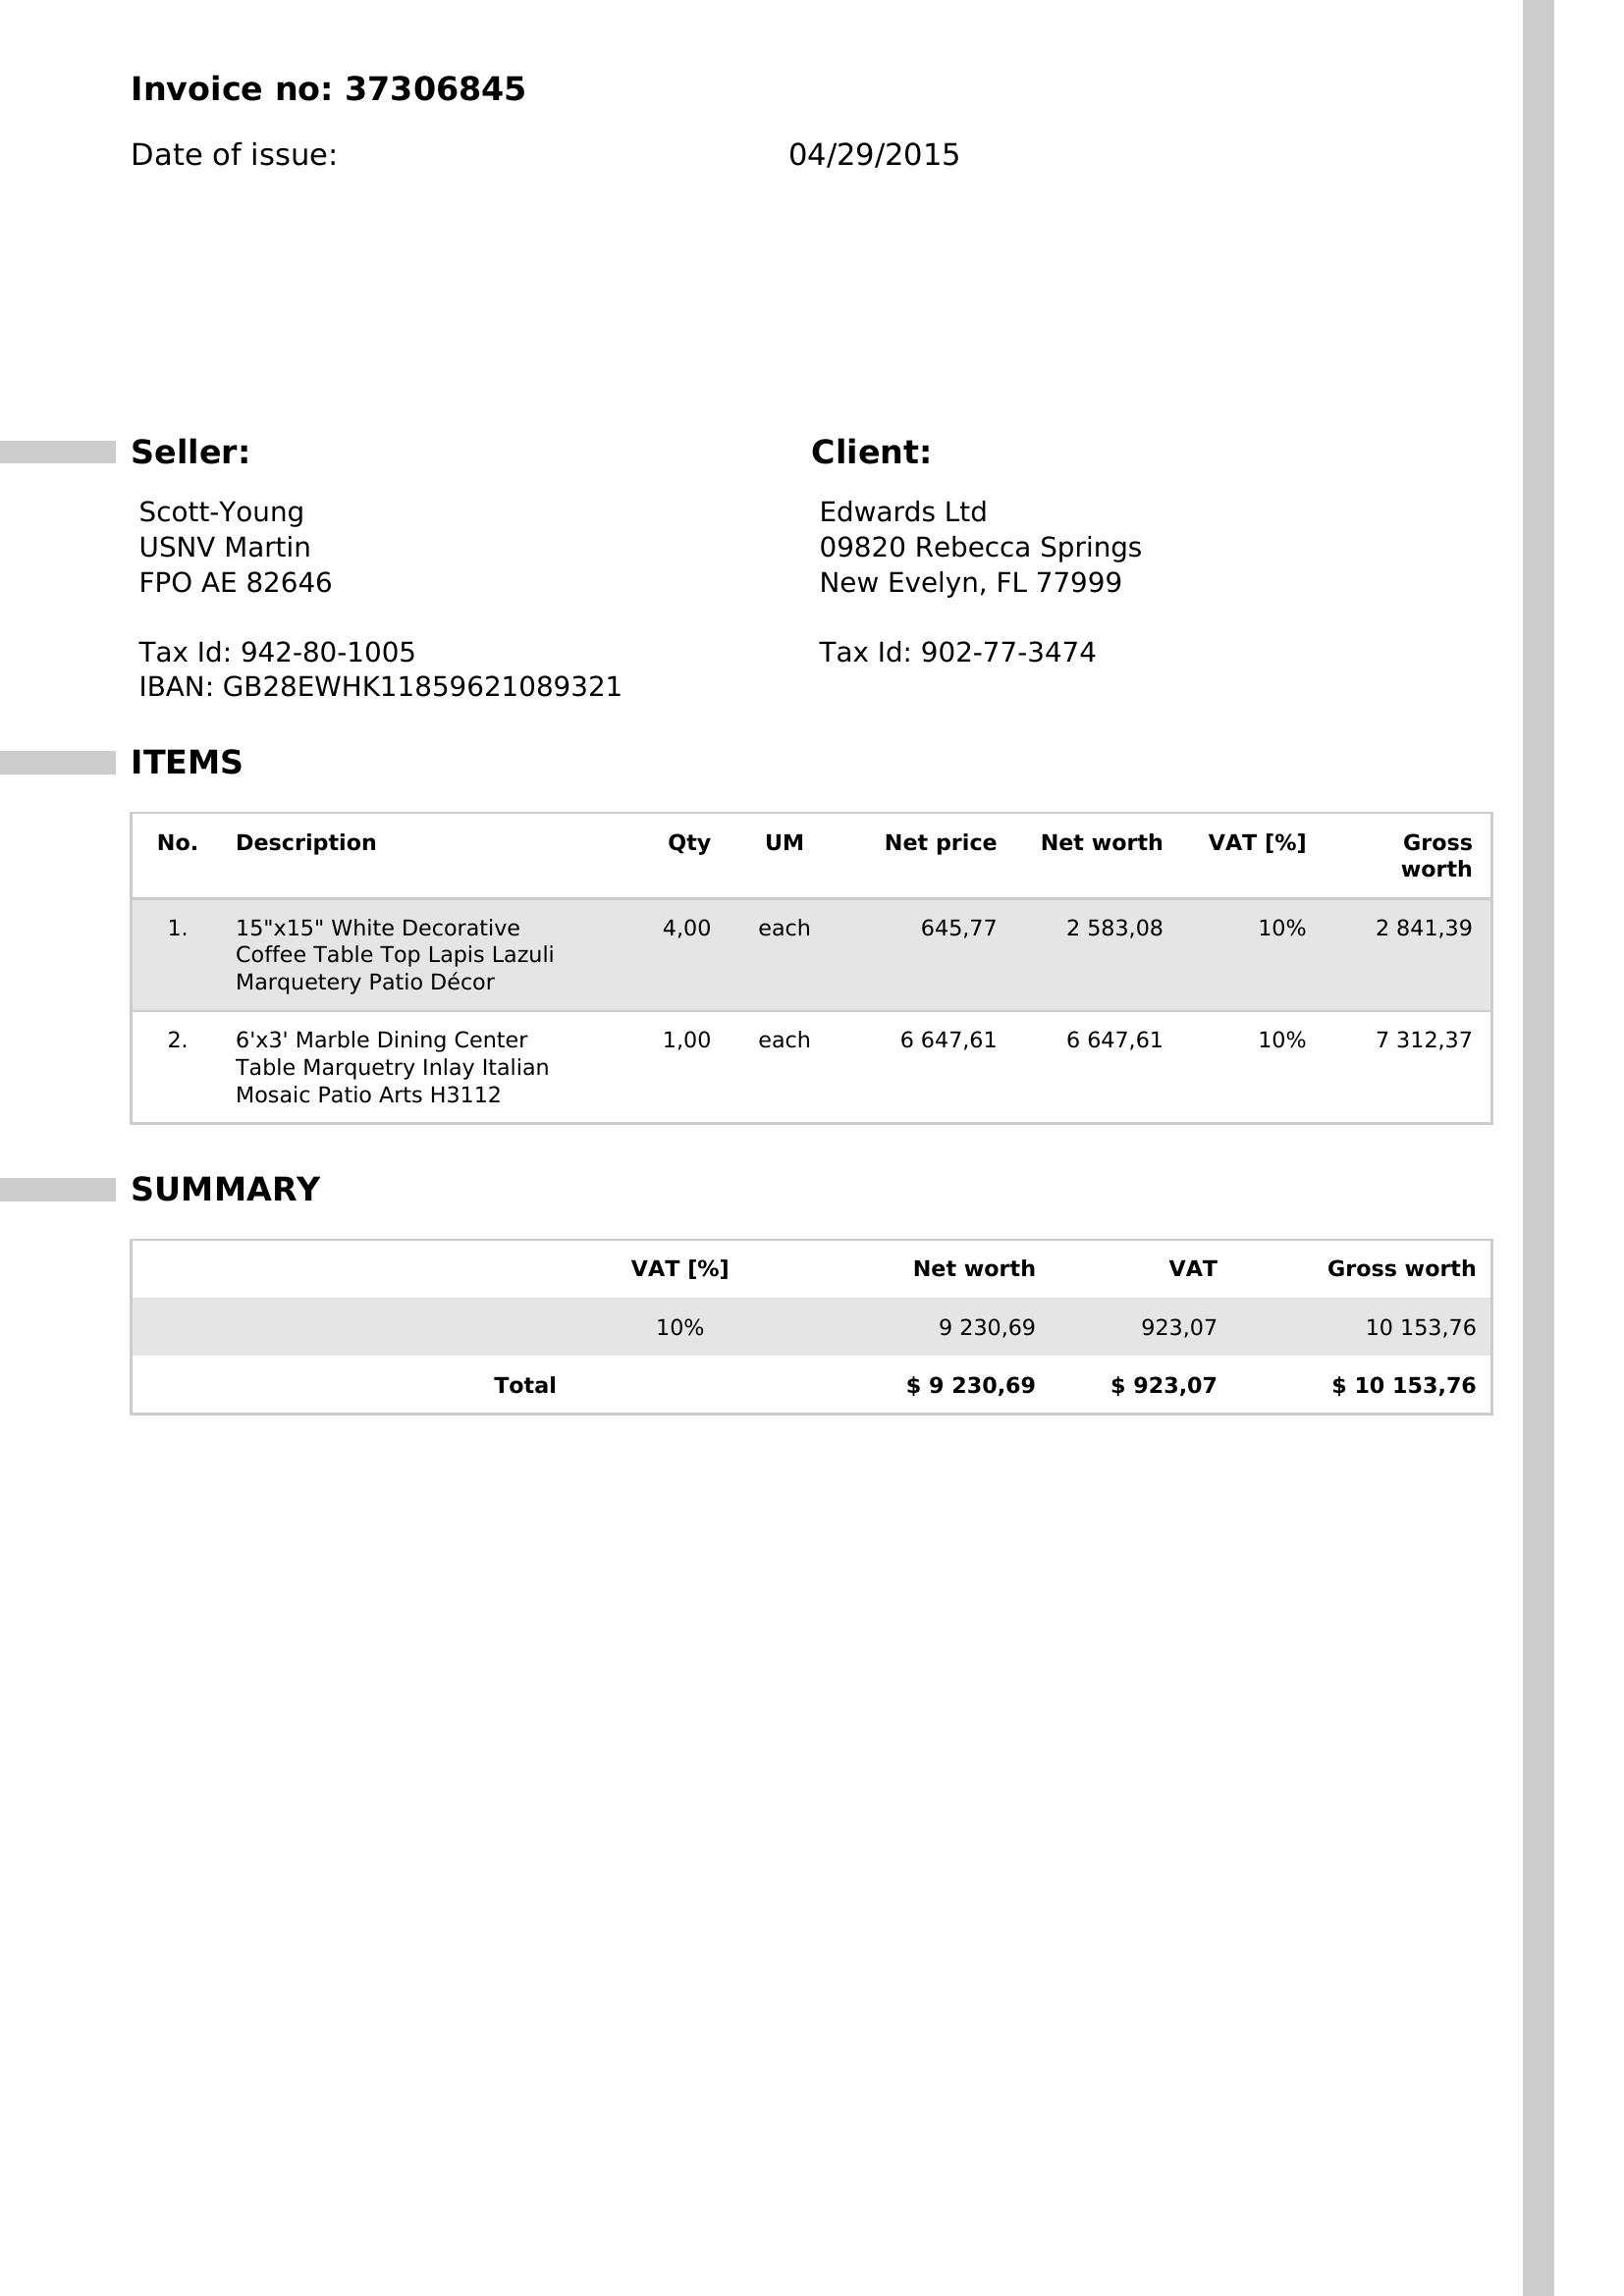 Invoice no: 37306845
Date of issue: 04/29/2015
Seller:
Scott-Young
USNV Martin
FPO AE 82646
Tax Id: 942-80-1005
IBAN: GB28EWHK11859621089321
Client:
Edwards Ltd
09820 Rebecca Springs
New Evelyn, FL 77999
Tax Id: 902-77-3474
ITEMS
No. Description Qty UM Net price Net worth VAT [%] Gross
worth
1. 15"x15" White Decorative 4,00 each 645,77 2 583,08 10% 2 841,39
Coffee Table Top Lapis Lazuli
Marquetery Patio Décor
2. 6'x3' Marble Dining Center 1,00 each 6 647,61 6 647,61 10% 7 312,37
Table Marquetry Inlay Italian
Mosaic Patio Arts H3112
SUMMARY
VAT [%] Net worth VAT Gross worth
10% 9 230,69 923,07 10 153,76
Total $ 9 230,69 $ 923,07 $ 10 153,76